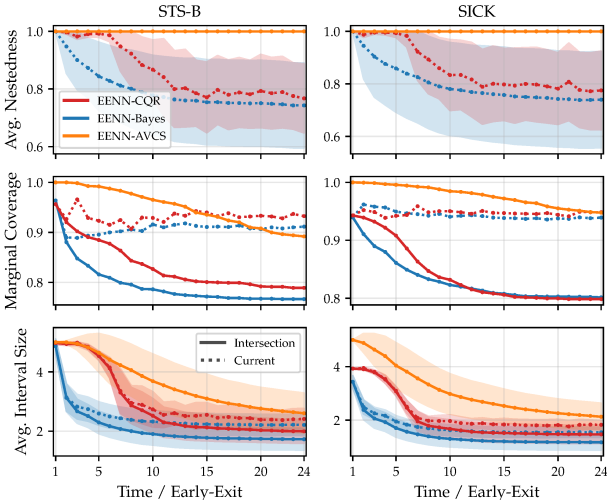 STS-B
SICK
Avg. Nestedness
1.0
0.8
0.6
EENN-CQR
EENN-Bayes
EENN-AVCS
1.0
0.8
0.6
Marginal Coverage
1.0
0.9
0.8
1.0
0.9
0.8
Avg. Interval Size
4
2
Intersection
Current
4
2
1 5 10 15 20 24
1 5 10 15 20 24
Time / Early-Exit
Time / Early-Exit